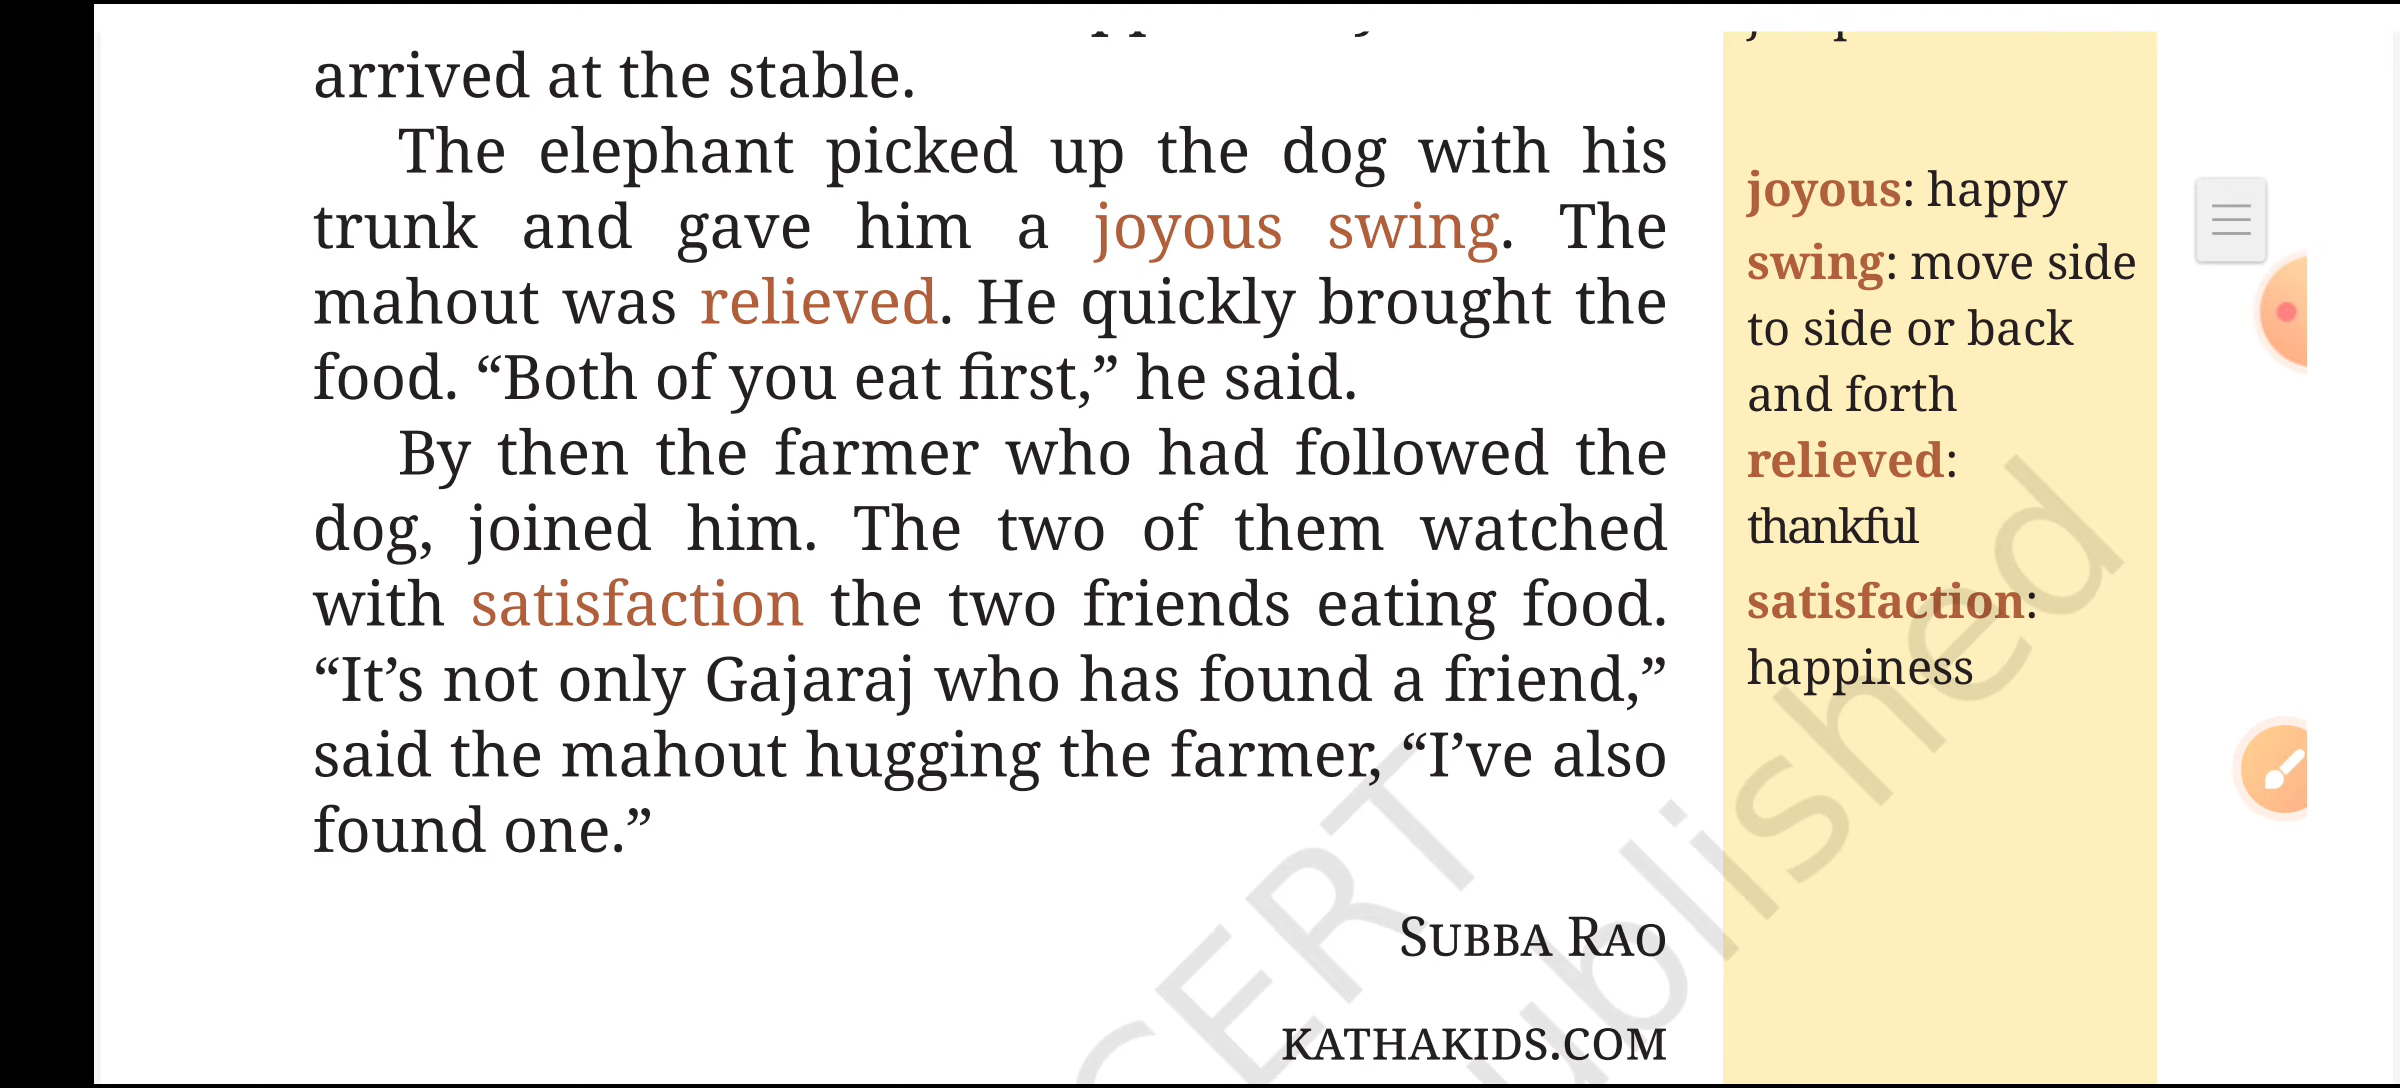 arrived at the stable.
The elephant picked up the dog with his
trunk and gave him a joyous swing. The
mahout was relieved. He quickly brought the
food. “Both of you eat first,” he said.
By then the farmer who had followed the
dog, joined him. The two of them watched
with satisfaction the two friends eating food.
“It’s not only Gajaraj who has found a friend,”
said the mahout hugging the farmer, “I’ve also
found one.”
SUBBA RAO
KATHAKIDS.COM
joyous: happy
swing: move side
to side or back
and forth
relieved:
thankful
satisfaction:
happiness
CERT
ublished